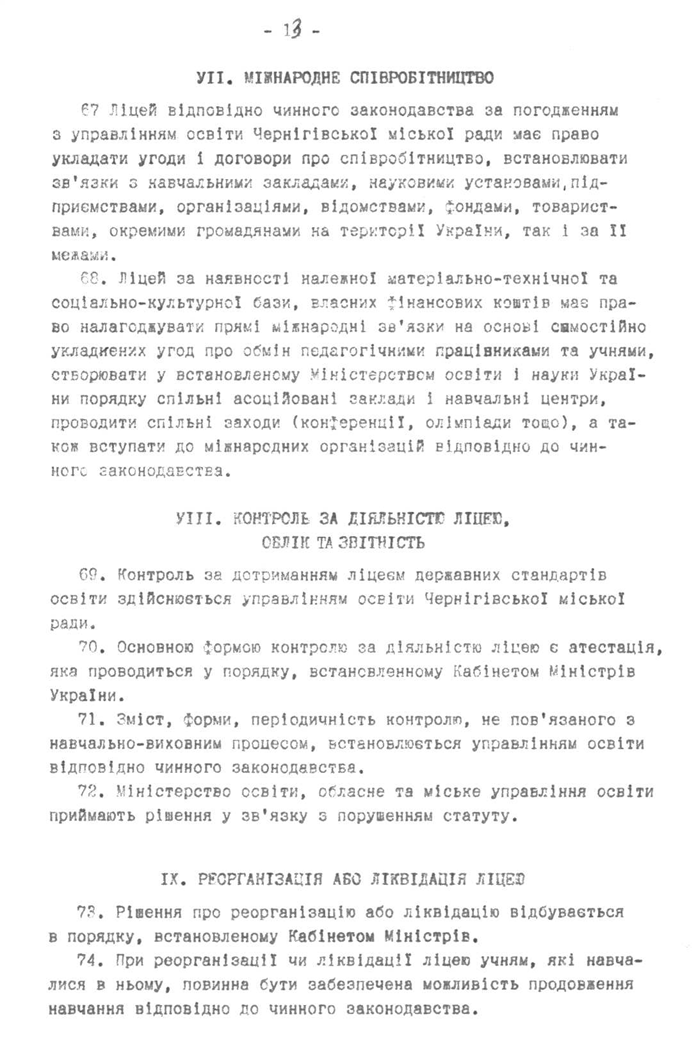 - 13 -
УІІ. МІЖНАРОДНЕ СПІВРОБІТНИЦТВО
67 Ліцей відповідно чинного законодавства за погодженням
з управлінням освіти Чернігівської міської ради має право
укладати угоди і договори про співробітництво, встановлювати
зв'язки з навчальними закладами, науковими установами,під-
приємствами, організаціями, відомствами, фондами, товарист-
вами, окремими громадянами на території України, так і за її
межами.
68. Ліцей за наявності належної матеріально-технічної та
соціально-культурної бази, власних фінансових коштів має пра-
во налагоджувати прямі міжнародні зв'язки на основі самостійно
укладених угод про обмін педагогічними працівниками та учнями,
створювати у встановленому Міністерством освіти і науки Украї-
ни порядку спільні асоційовані заклади і навчальні центри,
проводити спільні заходи (конференції, олімпіади тощо), а та-
кож вступати до міжнародних організацій відповідно до чин-
ного законодавства.
УІІІ. КОНТРОЛЬ ЗА ДІЯЛЬНІСТЮ ЛІЦЕЮ,
ОБЛІК ТА ЗВІТНІСТЬ
69. Контроль за дотриманням ліцеєм державних стандартів
освіти здійснюється управлінням освіти Чернігівської міської
ради.
70. Основною формою контролю за діяльністю ліцею є атестація,
яка проводиться у порядку, встановленному Кабінетом Міністрів
України.
71. Зміст, форми, періодичність контролю, не пов'язаного з
навчально-виховним процесом, встановлюється управлінням освіти
відповідно чинного законодавства.
72. Міністерство освіти, обласне та міське управління освіти
приймають рішення у зв'язку з порушенням статуту.
ІХ. РЕОРГАНІЗАЦІЯ АБО ЛІКВІДАЦІЯ ЛІЦЕЮ
73. Рішення про реорганізацію або ліквідацію відбувається
в порядку, встановленому Кабінетом Міністрів.
74. При реорганізації чи ліквідації ліцею учням, які навча-
лися в ньому, повинна бути забезпечена можливість продовження
навчання відповідно до чинного законодавства.